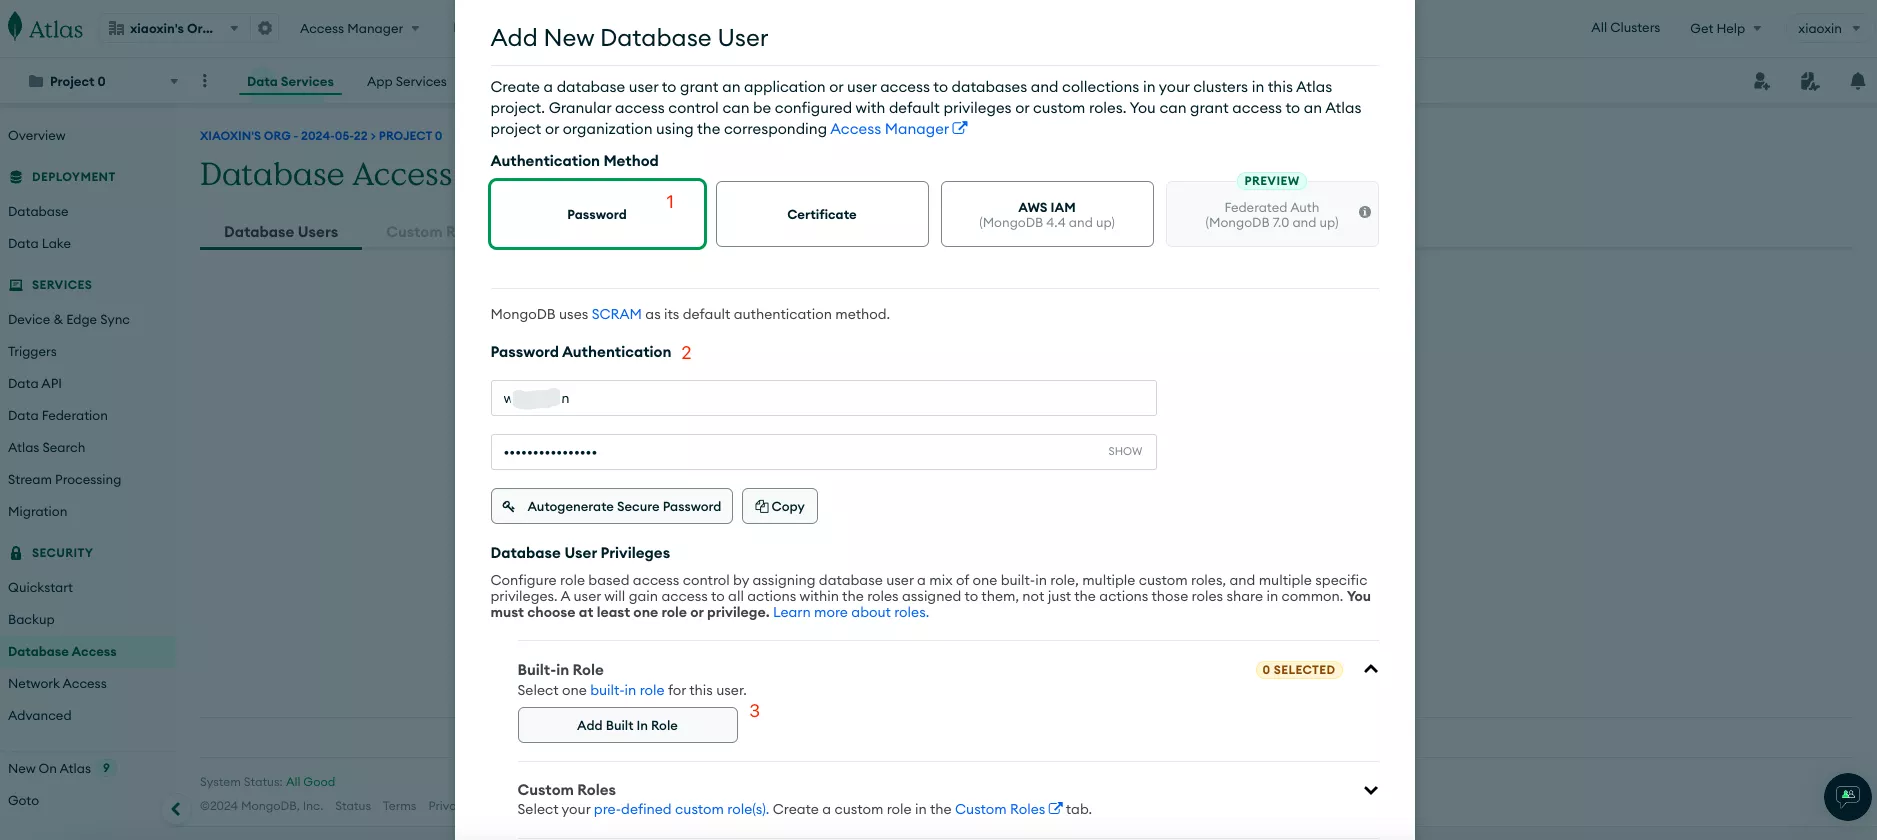 Atlas
xiaoxin's Or...
Access Manager
All Clusters
Get Help
xiaoxin
Project 0
Data Services
App Services
Overview
DEPLOYMENT
Database
Data Lake
SERVICES
Device & Edge Sync
Triggers
Data API
Data Federation
Atlas Search
Stream Processing
Migration
SECURITY
Quickstart
Backup
Database Access
Network Access
Advanced
New On Atlas 9
Goto
XIAOXIN'S ORG - 2024-05-22 > PROJECT 0
Database Access
Database Users
Custom R
System Status: All Good
©2024 MongoDB, Inc. Status Terms Priva
Add New Database User
Create a database user to grant an application or user access to databases and collections in your clusters in this Atlas
project. Granular access control can be configured with default privileges or custom roles. You can grant access to an Atlas
project or organization using the corresponding Access Manager
Authentication Method
Password
1
Certificate
AWS IAM
(MongoDB 4.4 and up)
PREVIEW
Federated Auth
(MongoDB 7.0 and up)
MongoDB uses SCRAM as its default authentication method.
Password Authentication 2
w n
•••••••••••••••• SHOW
Autogenerate Secure Password
Copy
Database User Privileges
Configure role based access control by assigning database user a mix of one built-in role, multiple custom roles, and multiple specific
privileges. A user will gain access to all actions within the roles assigned to them, not just the actions those roles share in common. You
must choose at least one role or privilege. Learn more about roles.
Built-in Role
0 SELECTED
Select one built-in role for this user.
Add Built In Role
3
Custom Roles
Select your pre-defined custom role(s). Create a custom role in the Custom Roles tab.